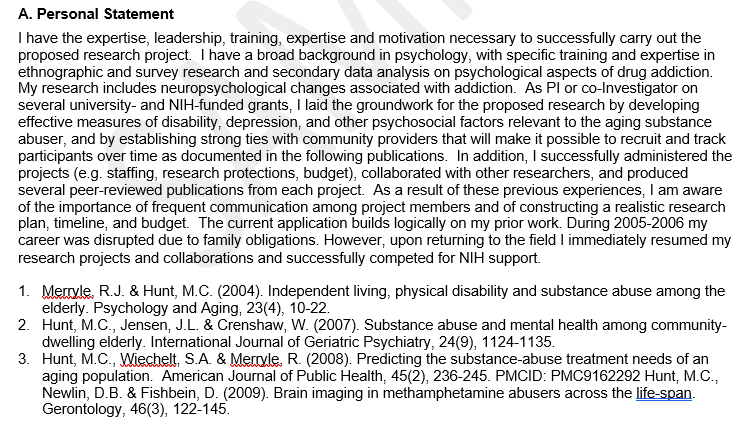 A. Personal Statement
I have the expertise, leadership, training, expertise and motivation necessary to successfully carry out the
proposed research project. I have a broad background in psychology, with specific training and expertise in
ethnographic and survey research and secondary data analysis on psychological aspects of drug addiction.
My research includes neuropsychological changes associated with addiction. As PI or co-Investigator on
several university- and NIH-funded grants, I laid the groundwork for the proposed research by developing
effective measures of disability, depression, and other psychosocial factors relevant to the aging substance
abuser, and by establishing strong ties with community providers that will make it possible to recruit and track
participants over time as documented in the following publications. In addition, I successfully administered the
projects (e.g. staffing, research protections, budget), collaborated with other researchers, and produced
several peer-reviewed publications from each project. As a result of these previous experiences, I am aware
of the importance of frequent communication among project members and of constructing a realistic research
plan, timeline, and budget. The current application builds logically on my prior work. During 2005-2006 my
career was disrupted due to family obligations. However, upon returning to the field I immediately resumed my
research projects and collaborations and successfully competed for NIH support.
1. Merryle, R.J. & Hunt, M.C. (2004). Independent living, physical disability and substance abuse among the
elderly. Psychology and Aging, 23(4), 10-22.
2. Hunt, M.C., Jensen, J.L. & Crenshaw, W. (2007). Substance abuse and mental health among community-
dwelling elderly. International Journal of Geriatric Psychiatry, 24(9), 1124-1135.
3. Hunt, M.C., Wiechelt, S.A. & Merryle, R. (2008). Predicting the substance-abuse treatment needs of an
aging population. American Journal of Public Health, 45(2), 236-245. PMCID: PMC9162292 Hunt, M.C.,
Newlin, D.B. & Fishbein, D. (2009). Brain imaging in methamphetamine abusers across the life-span.
Gerontology, 46(3), 122-145.